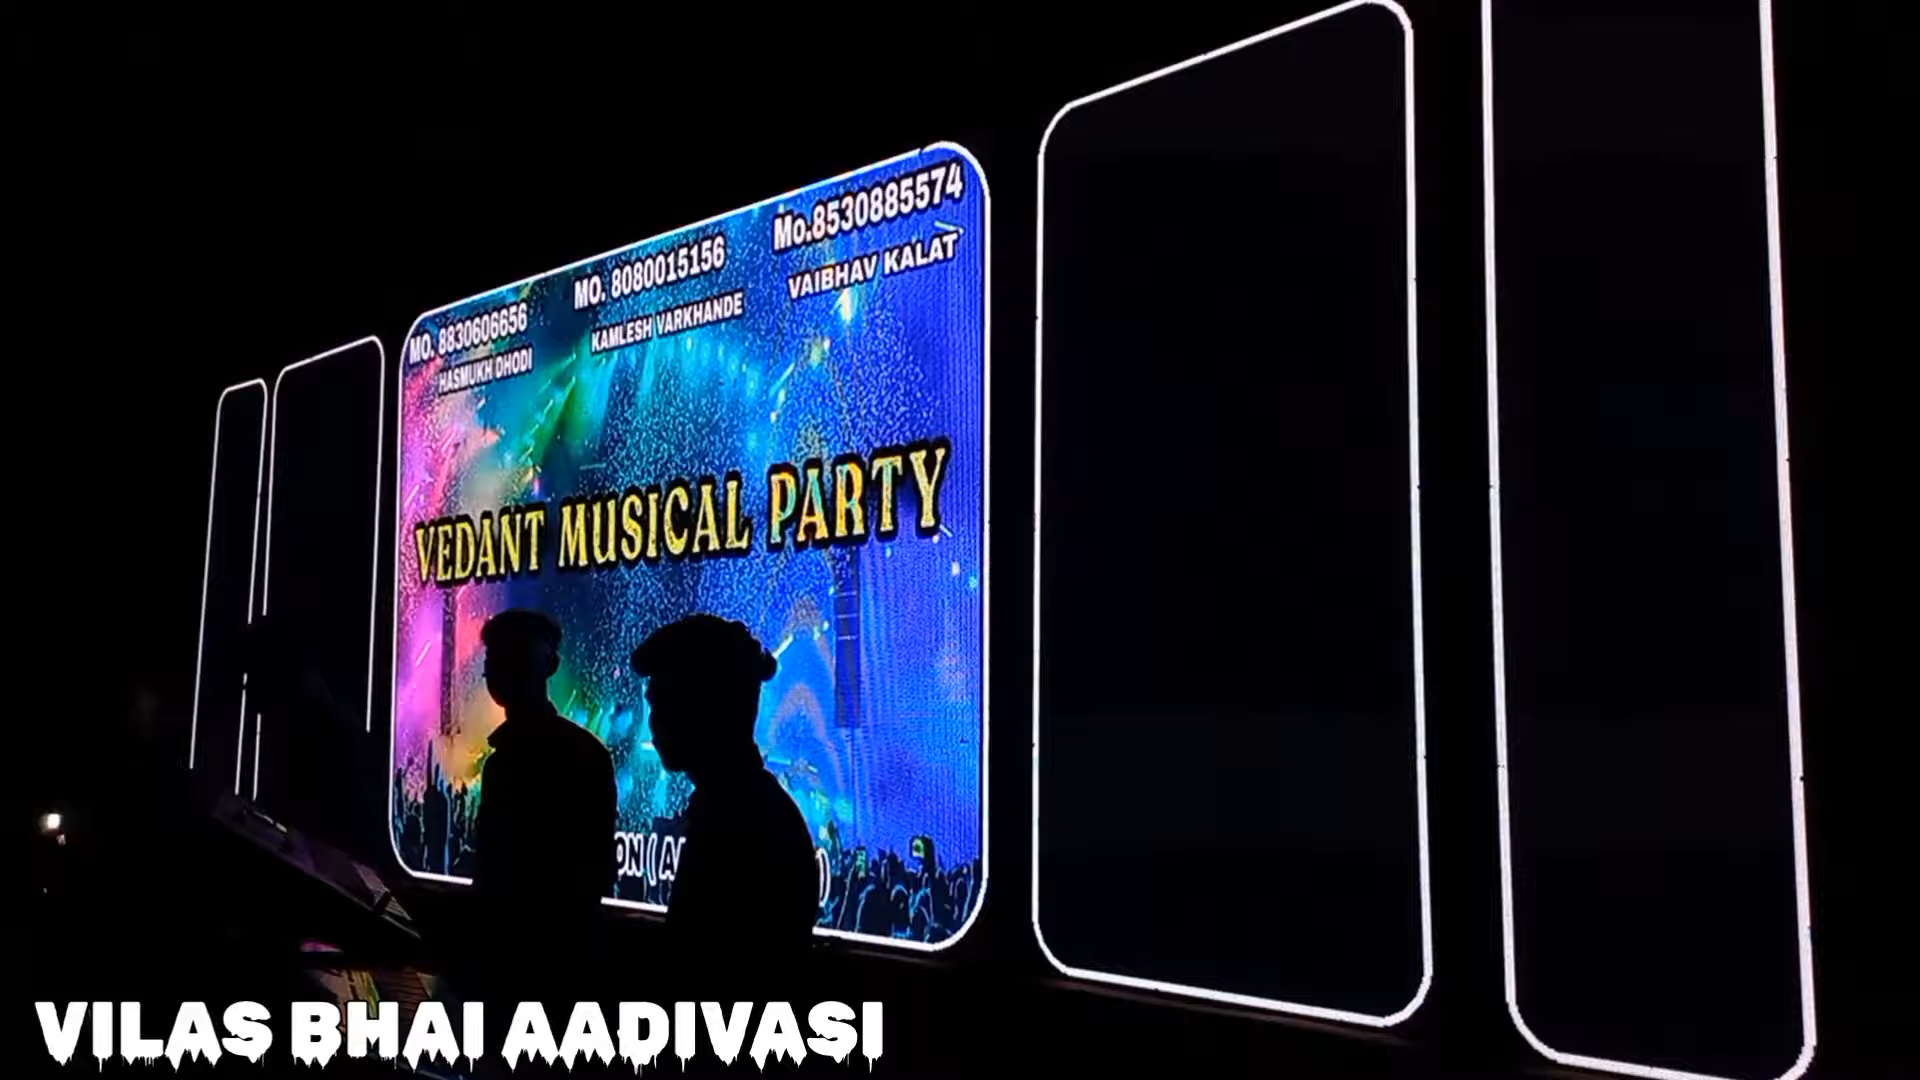 MO. 8830606656
HASMUKH DHODI
MO. 8080015156
KAMLESH VARKHANDE
Mo.8530885574
VAIBHAV KALAT
VEDANT MUSICAL PARTY
VILAS BHAI AADIVASI